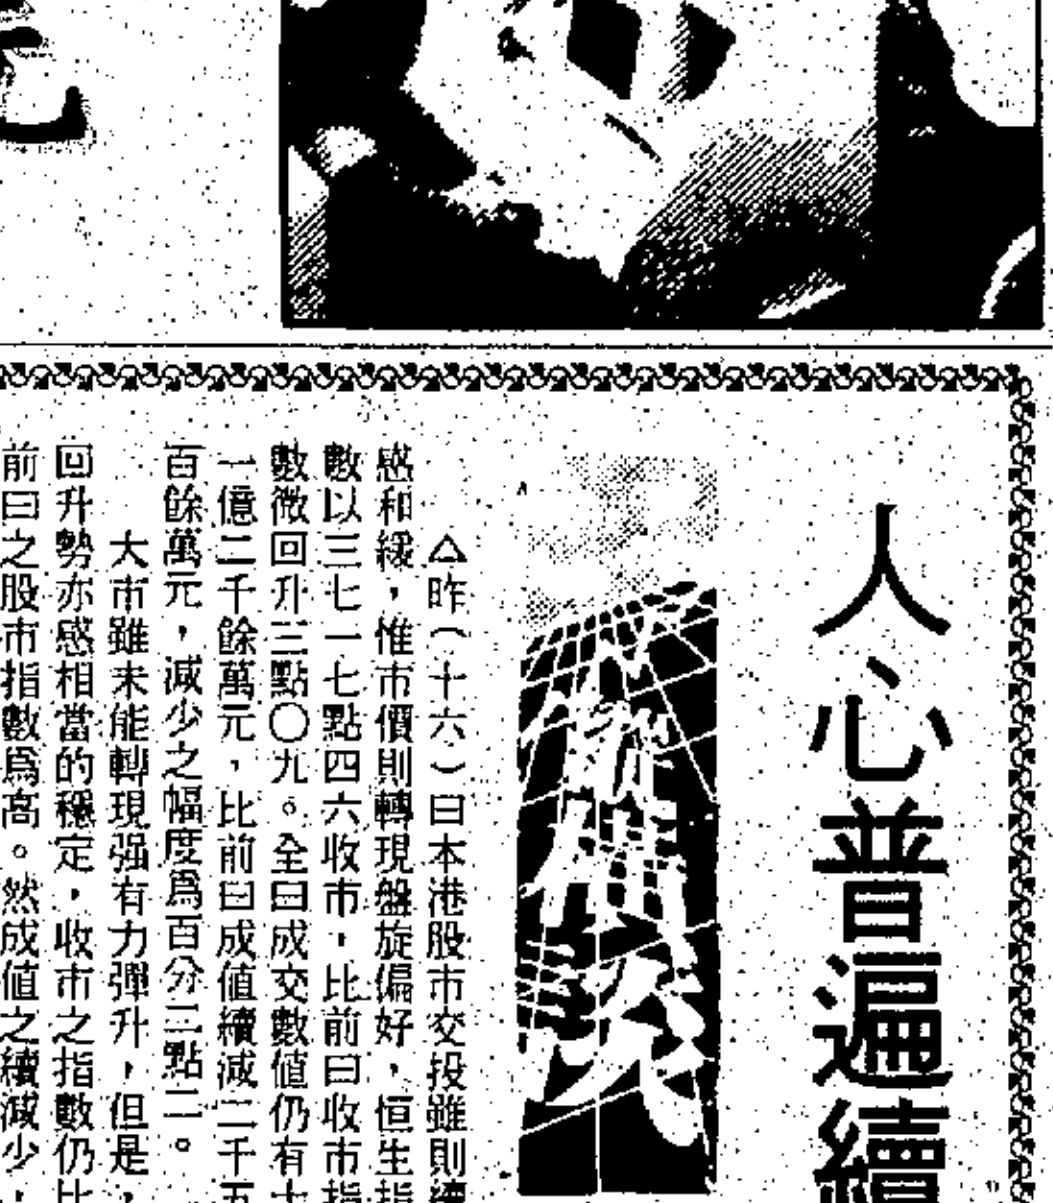 人心普遍續
△昨(十六)日本港股市交投雖則續
感和緩，惟市價則轉現盤旋偏好，恒生指
數以三七一七點四六收市，比前日收市指
數微回升三點〇九。全日成交數值仍有十
一億二千餘萬元，比前日成值續減二千五
百餘萬元，減少之幅度爲百分二點二。
大市雖未能轉現强有力彈升，但是，
回升勢亦感相當的穩定，收市之指數仍比
前日之股市指數爲高。然成值之續減少，